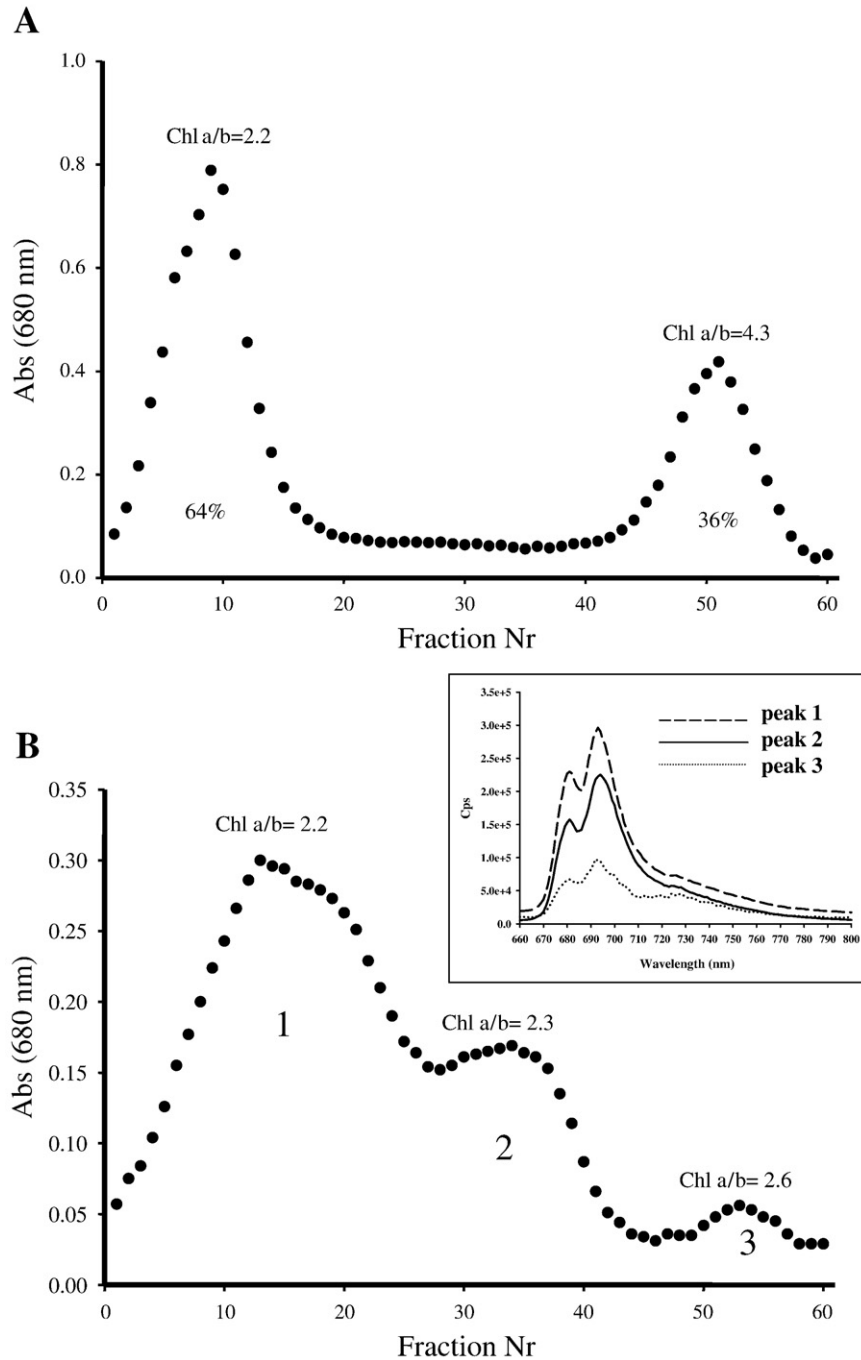 A
1.0
0.8
0.6
0.4
0.2
0.0
Abs (680 nm)
Chl a/b=2.2
Chl a/b=4.3
64%
36%
0 10 20 30 40 50 60
Fraction Nr
B
0.35
0.30
0.25
0.20
0.15
0.10
0.05
0.00
Abs (680 nm)
Chl a/b= 2.2
1
Chl a/b= 2.3
2
Chl a/b= 2.6
3
0 10 20 30 40 50 60
Fraction Nr
3.5e+5
3.0e+5
2.5e+5
2.0e+5
1.5e+5
1.0e+5
5.0e+4
0.0
Cps
peak 1
peak 2
peak 3
660 670 680 690 700 710 720 730 740 750 760 770 780 790 800
Wavelength (nm)